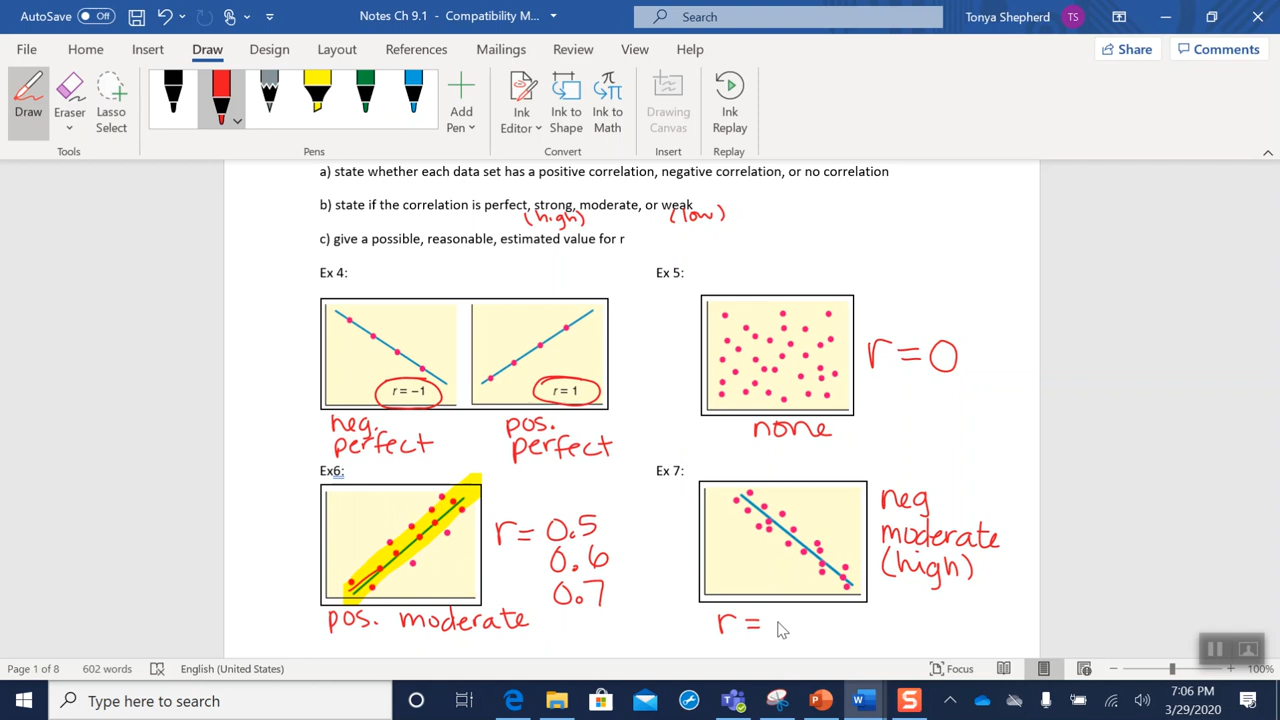 AutoSave Off Notes Ch 9.1 - Compatibility M... Search Tonya Shepherd TS
File Home Insert Draw Design Layout References Mailings Review View Help Share Comments
Draw Eraser Lasso Select Add Pen Ink Editor Ink to Shape Ink to Math Drawing Canvas Ink Replay
Tools Pens Convert Insert Replay
a) state whether each data set has a positive correlation, negative correlation, or no correlation
b) state if the correlation is perfect, strong, moderate, or weak
(high) (low)
c) give a possible, reasonable, estimated value for r
Ex 4: Ex 5:
r = −1 r = 1
r = 0
neg. perfect
pos. perfect
none
Ex6: Ex 7:
r = 0.5
0.6
0.7
pos. moderate
neg
moderate
(high)
r =
Page 1 of 8 602 words English (United States) Focus 100%
Type here to search 7:06 PM
3/29/2020